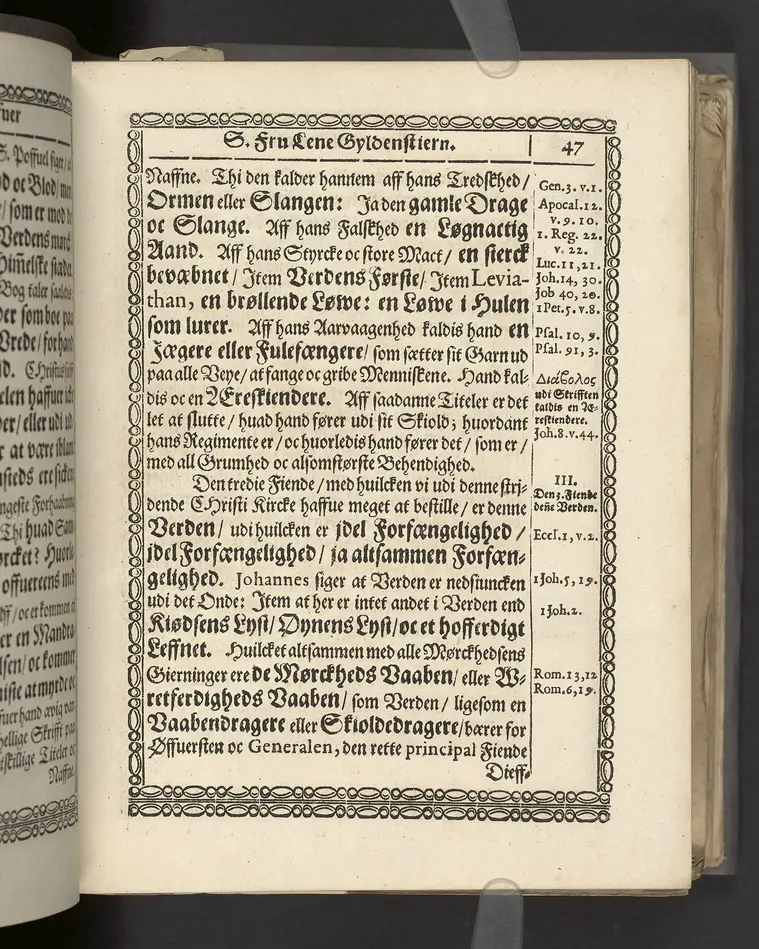 S. Fru Lene Gyldenstiern.
47
Naffne. Thi den kalder hannem aff hans Tredskhed/
Ormen eller Slangen: Ja den gamle Drage
oc Slange. Aff hans Falskhed en Løgnactig
Aand. Aff hans Styrcke oc store Mact/ en sterck
bevæbnet/ Item Verdens Første/ Item Levia-
than, en brøllende Løwe: en Løwe i Hulen
som lurer. Aff hans Aarvaagenhed kaldis hand en
Jægere eller Fulefængere/ som sætter sit Garn ud
paa alle Veye/ at fange oc gribe Menniskene. Hand kal-
dis oc en Æreskiendere. Aff saadanne Titeler er det
let at slutte/ huad hand fører udi sit Skiold; huordant
hans Regimente er/ oc huorledis hand fører det/ som er/
med all Grumhed oc alsomstørste Behendighed.
Den tredie Fiende/ med huilcken vi udi denne strj-
dende CHristi Kircke haffue meget at bestille/ er denne
Verden/ udi huilcken er jdel Forfængelighed/
jdel Forfængelighed/ ja altsammen Forfæn-
gelighed. Johannes siger at Verden er nedsuncken
udi det Onde: Item at her er intet andet i Verden end
Kiødsens Lyst/ Øynens Lyst/ oc et hofferdigt
Leffnet. Huilcket altsammen med alle Mørckhedsens
Gierninger ere de Mørckheds Vaaben/ eller W-
retferdigheds Vaaben/ som Verden/ ligesom en
Vaabendragere eller Skioldedragere/ bærer for
Øffuersten oc Generalen, den rette principal Fiende
Dieff-
Gen.3. v.1.
Apocal.12.
v. 9. 10.
1. Reg. 22.
v. 22.
Luc.11,21.
Joh.14, 30.
Job 40, 20.
1 Pet.5. v.8.
Psal. 10, 9.
Psal. 91, 3.
Διάβολος
udi Skrifften
kaldis en Æ-
reskiendere.
Joh.8. v.44.
III.
Den 3. Fiende
deñe Verden.
Eccl.1, v.2.
1 Joh.5, 19.
1 Joh.2.
Rom.13,12
Rom.6,19.